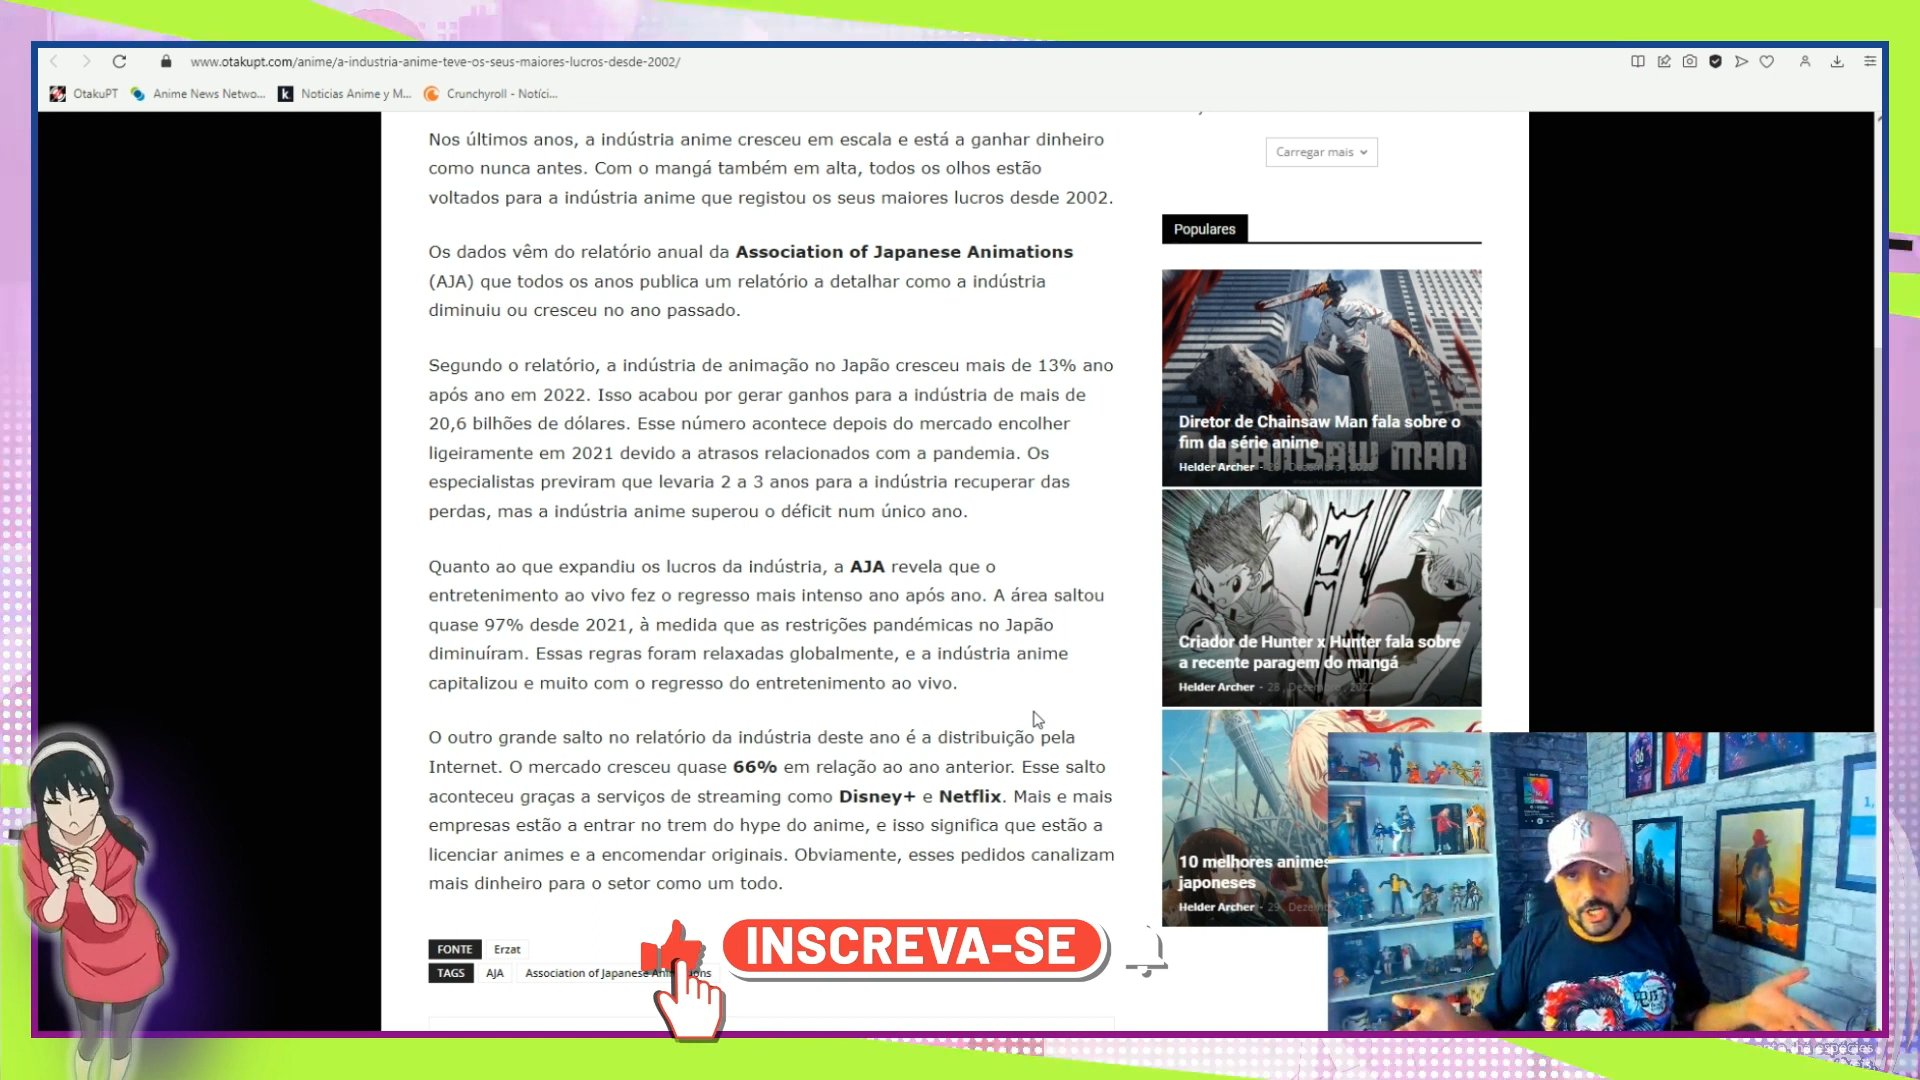 www.otakupt.com/anime/a-industria-anime-teve-os-seus-maiores-lucros-desde-2002/
OtakuPT
Anime News Netwo...
Noticias Anime y M...
Crunchyroll - Notíci...
Nos últimos anos, a indústria anime cresceu em escala e está a ganhar dinheiro
como nunca antes. Com o mangá também em alta, todos os olhos estão
voltados para a indústria anime que registou os seus maiores lucros desde 2002.
Os dados vêm do relatório anual da Association of Japanese Animations
(AJA) que todos os anos publica um relatório a detalhar como a indústria
diminuiu ou cresceu no ano passado.
Segundo o relatório, a indústria de animação no Japão cresceu mais de 13% ano
após ano em 2022. Isso acabou por gerar ganhos para a indústria de mais de
20,6 bilhões de dólares. Esse número acontece depois do mercado encolher
ligeiramente em 2021 devido a atrasos relacionados com a pandemia. Os
especialistas previram que levaria 2 a 3 anos para a indústria recuperar das
perdas, mas a indústria anime superou o déficit num único ano.
Quanto ao que expandiu os lucros da indústria, a AJA revela que o
entretenimento ao vivo fez o regresso mais intenso ano após ano. A área saltou
quase 97% desde 2021, à medida que as restrições pandémicas no Japão
diminuíram. Essas regras foram relaxadas globalmente, e a indústria anime
capitalizou e muito com o regresso do entretenimento ao vivo.
O outro grande salto no relatório da indústria deste ano é a distribuição pela
Internet. O mercado cresceu quase 66% em relação ao ano anterior. Esse salto
aconteceu graças a serviços de streaming como Disney+ e Netflix. Mais e mais
empresas estão a entrar no trem do hype do anime, e isso significa que estão a
licenciar animes e a encomendar originais. Obviamente, esses pedidos canalizam
mais dinheiro para o setor como um todo.
FONTE Erzat
TAGS AJA Association of Japanese
INSCREVA-SE
Carregar mais
Populares
Diretor de Chainsaw Man fala sobre o
fim da série anime
CHAINSAW MAN
Helder Archer - 28, Dezembro, 2022
Criador de Hunter x Hunter fala sobre
a recente paragem do mangá
Helder Archer - 28, Dezembro, 2022
10 melhores animes
japoneses
Helder Archer - 29, Dezemb